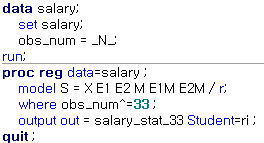 data salary;
set salary;
obs_num = _N_;
run;
proc reg data=salary ;
model S = X E1 E2 M E1M E2M / r;
where obs_num^=33 ;
output out = salary_stat_33 Student=ri ;
quit ;